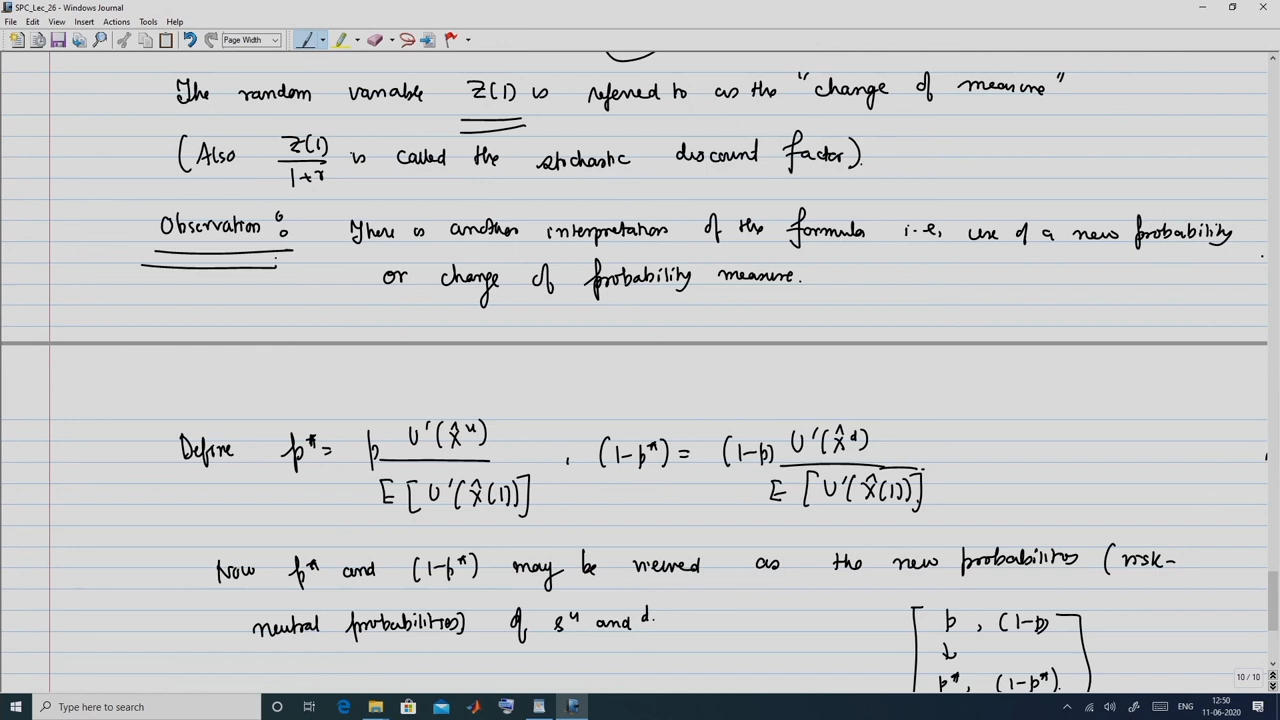 SPC_Lec_26 - Windows Journal
File Edit View Insert Actions Tools Help
Page Width
The random variable Z(1) is referred to as the "change of measure"
(Also Z(1)/1+r is called the stochastic discount factor).
Observation : There is another interpretation of the formula i.e, use of a new probability
or change of probability measure.
Define p* = p U'(X̂ᵘ) / E[U'(X̂(1))] , (1-p*) = (1-p) U'(X̂ᵈ) / E[U'(X̂(1))]
Now p* and (1-p*) may be viewed as the new probabilities (risk-
neutral probabilities) of sᵘ and d.
p , (1-p)
↓
p*, (1-p*).
10 / 10
Type here to search
ENG
12:50
11-06-2020